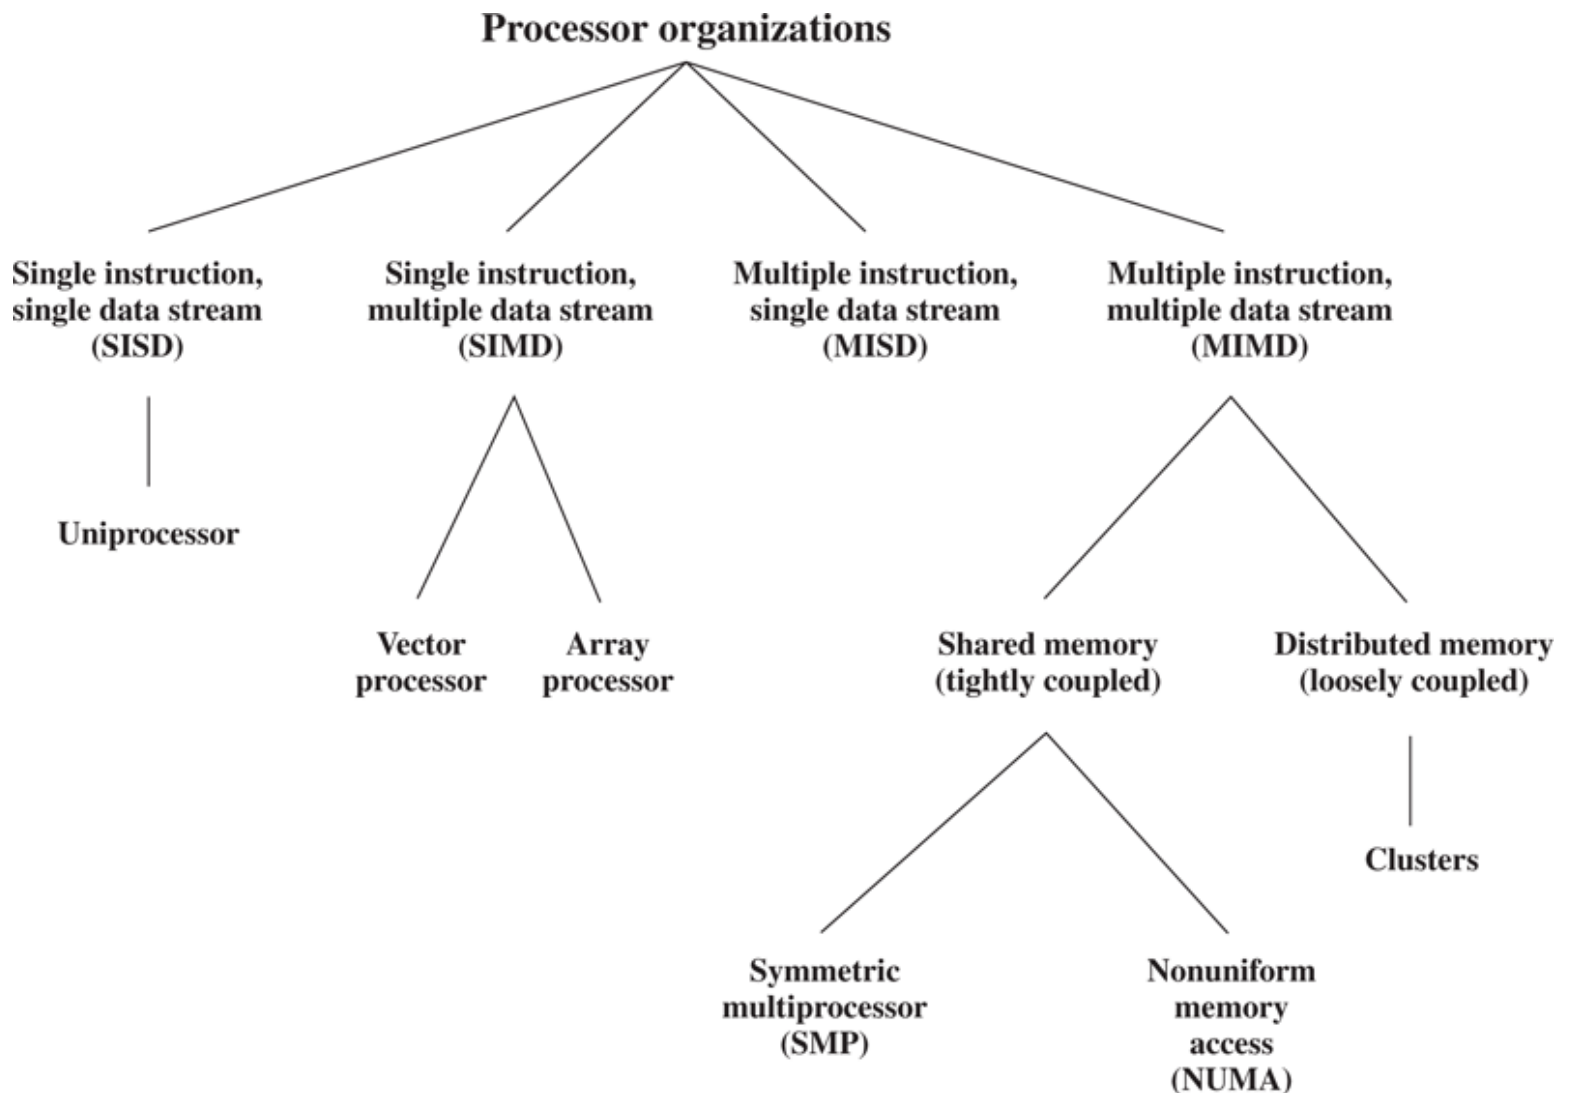 Processor organizations
Single instruction,
single data stream
(SISD)
Single instruction,
multiple data stream
(SIMD)
Multiple instruction,
single data stream
(MISD)
Multiple instruction,
multiple data stream
(MIMD)
Uniprocessor
Vector
processor
Array
processor
Shared memory
(tightly coupled)
Distributed memory
(loosely coupled)
Clusters
Symmetric
multiprocessor
(SMP)
Nonuniform
memory
access
(NUMA)